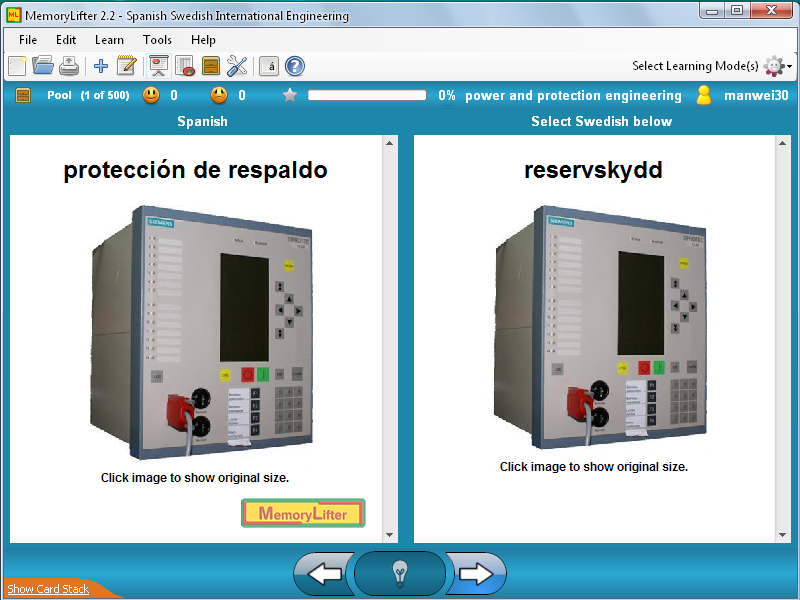 MemoryLifter 2.2 - Spanish Swedish International Engineering
File Edit Learn Tools Help
á ? Select Learning Mode(s)
Pool (1 of 500) 0 0 0% power and protection engineering manwei30
Spanish Select Swedish below
protección de respaldo
reservskydd
SIEMENS
SIEMENS
Click image to show original size.
Click image to show original size.
MemoryLifter
Show Card Stack